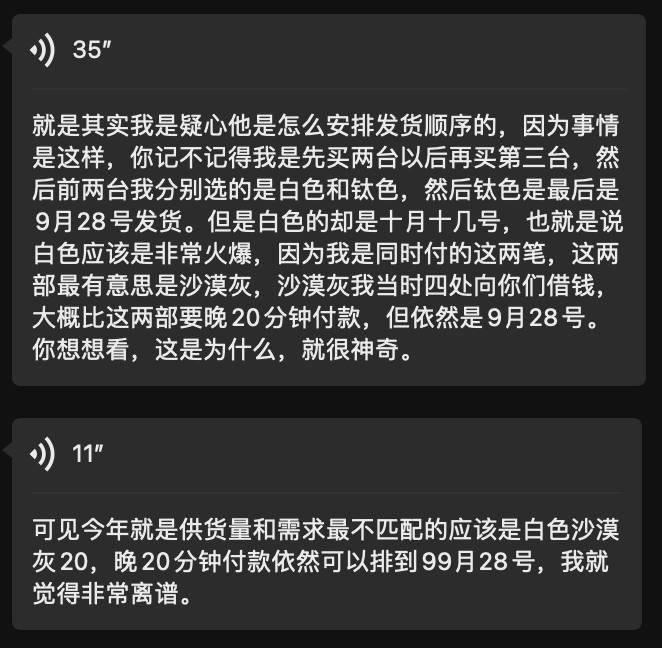 35″
就是其实我是疑心他是怎么安排发货顺序的，因为事情
是这样，你记不记得我是先买两台以后再买第三台，然
后前两台我分别选的是白色和钛色，然后钛色是最后是
9月28号发货。但是白色的却是十月十几号，也就是说
白色应该是非常火爆，因为我是同时付的这两笔，这两
部最有意思是沙漠灰，沙漠灰我当时四处向你们借钱，
大概比这两部要晚20分钟付款，但依然是9月28号。
你想想看，这是为什么，就很神奇。
11″
可见今年就是供货量和需求最不匹配的应该是白色沙漠
灰20，晚20分钟付款依然可以排到99月28号，我就
觉得非常离谱。